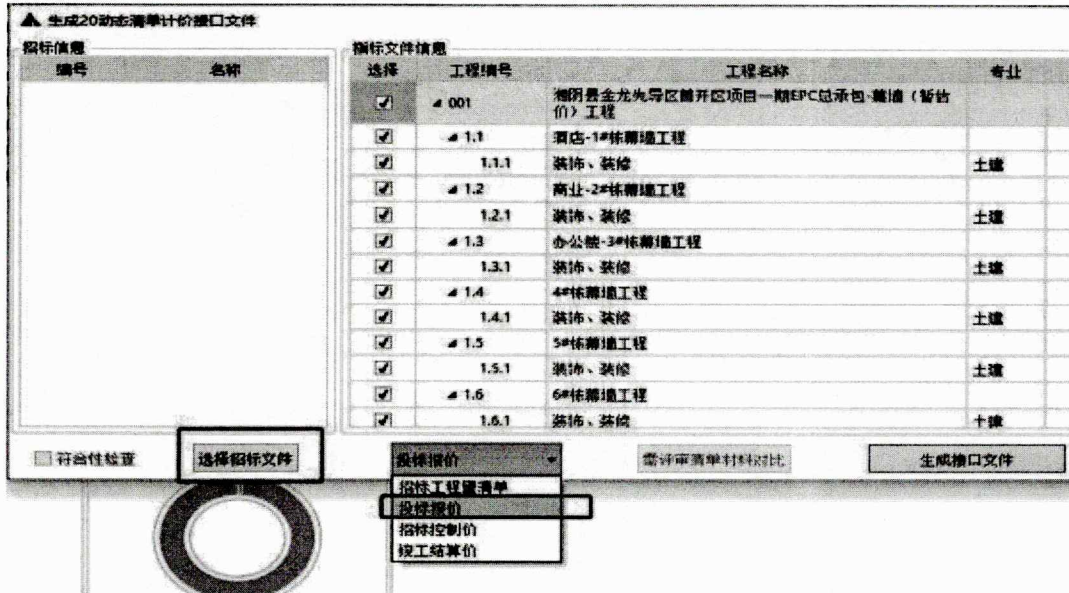 生成20动态清单计价接口文件
招标信息
编号 名称
指标文件信息
选择 工程编号 工程名称 专业
001 湘阴县金龙先导区首开区项目一期EPC总承包-幕墙（暂估价）工程
1.1 酒店-1#栋幕墙工程
1.1.1 装饰、装修 土建
1.2 商业-2#栋幕墙工程
1.2.1 装饰、装修 土建
1.3 办公楼-3#栋幕墙工程
1.3.1 装饰、装修 土建
1.4 4#栋幕墙工程
1.4.1 装饰、装修 土建
1.5 5#栋幕墙工程
1.5.1 装饰、装修 土建
1.6 6#栋幕墙工程
1.6.1 装饰、装修 土建
符合性检查 选择招标文件 投标报价 需评审清单材料对比 生成接口文件
招标工程量清单
投标报价
招标控制价
竣工结算价